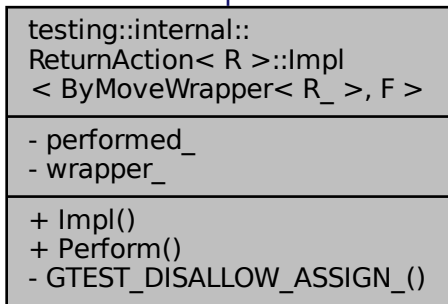 testing::internal::
ReturnAction< R >::Impl
< ByMoveWrapper< R_ >, F >
- performed_
- wrapper_
+ Impl()
+ Perform()
- GTEST_DISALLOW_ASSIGN_()